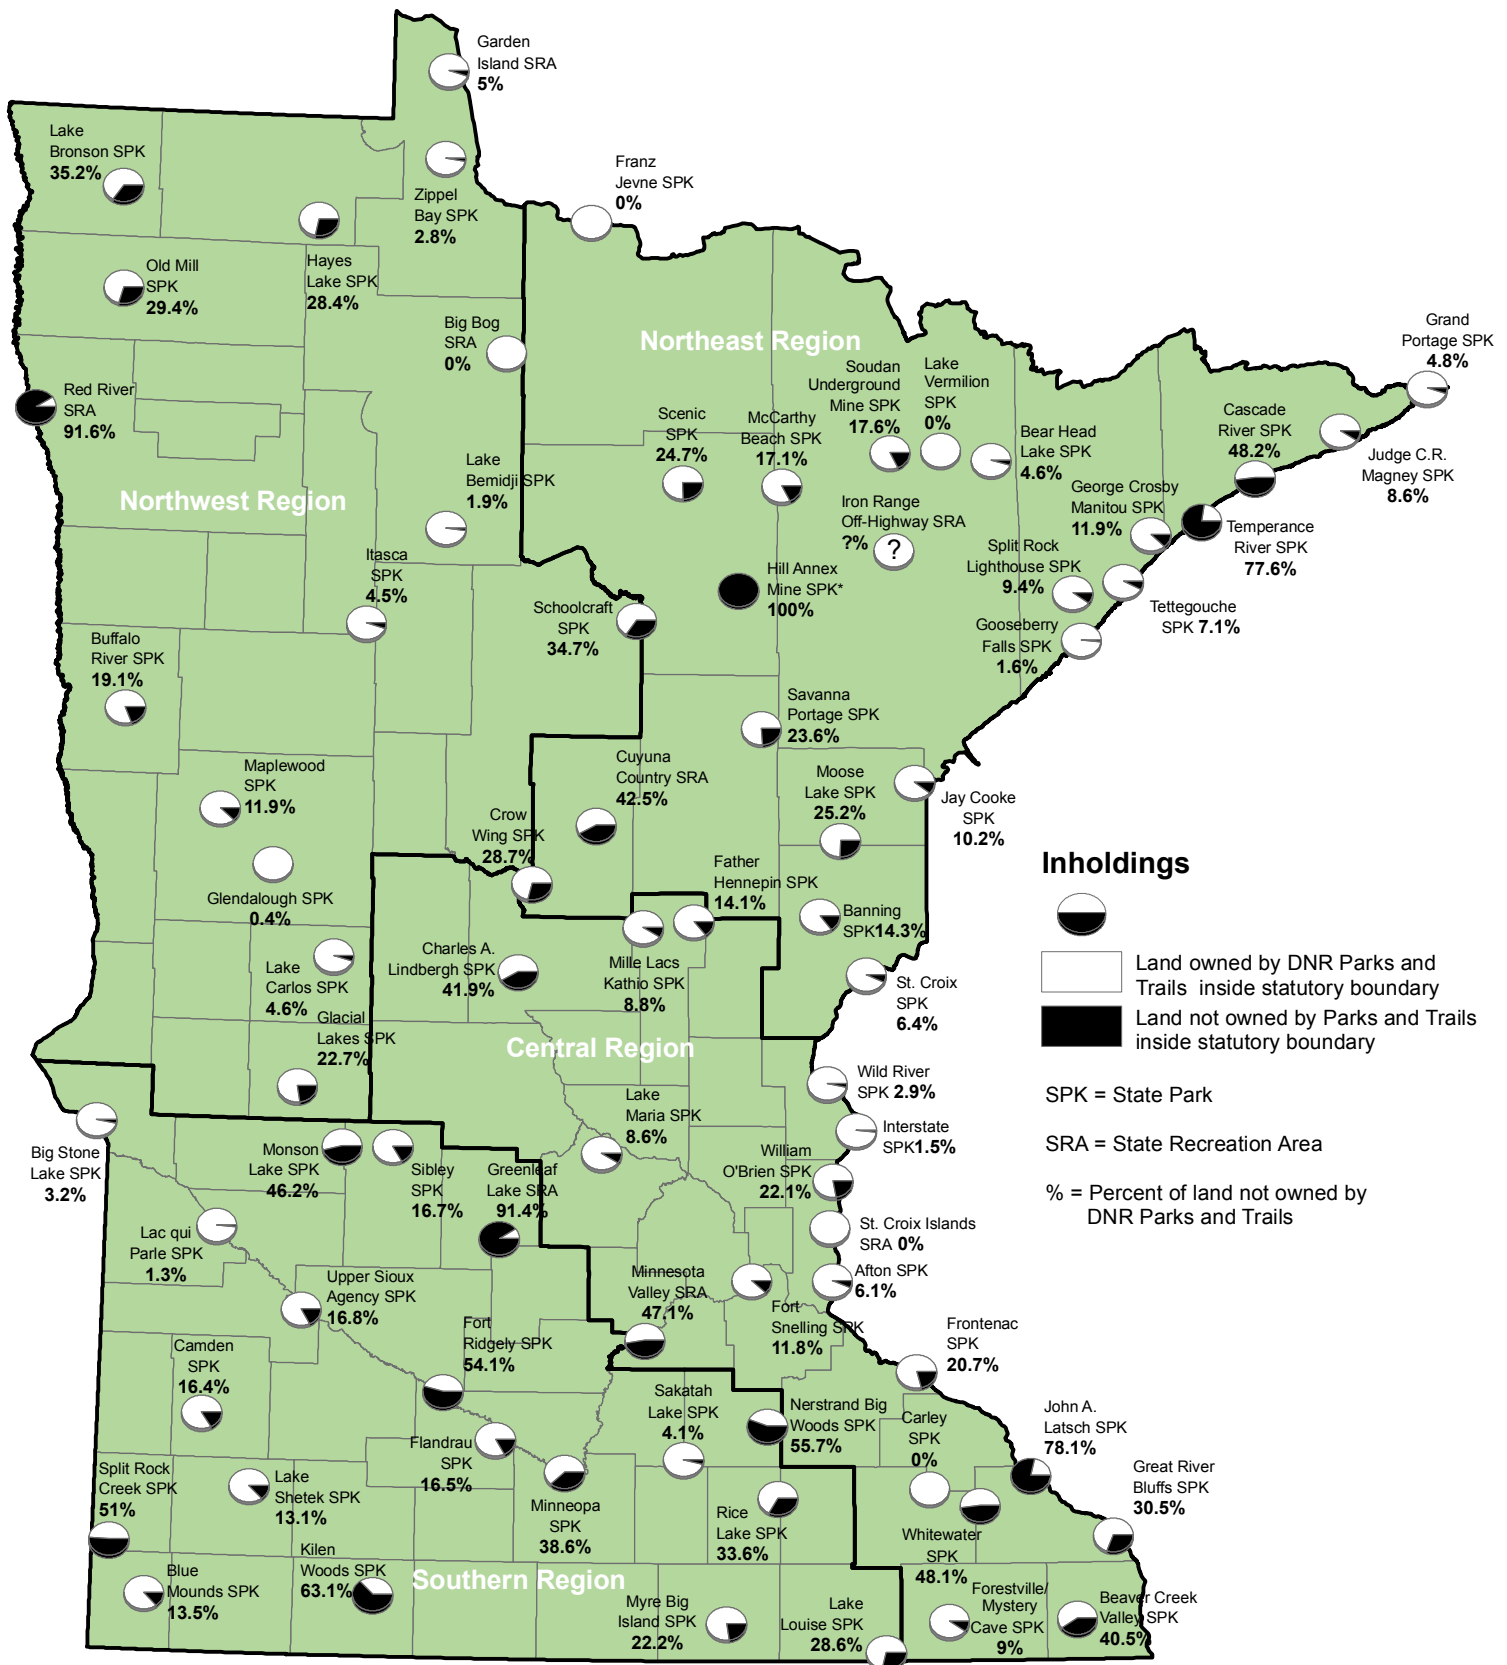 Garden
Island SRA
5%
Lake
Bronson SPK
35.2%
Zippel
Bay SPK
2.8%
Franz
Jevne SPK
0%
Old Mill
SPK
29.4%
Hayes
Lake SPK
28.4%
Big Bog
SRA
0%
Northeast Region
Grand
Portage SPK
4.8%
Red River
SRA
91.6%
Soudan
Underground
Mine SPK
17.6%
Lake
Vermilion
SPK
0%
Scenic
SPK
24.7%
McCarthy
Beach SPK
17.1%
Bear Head
Lake SPK
4.6%
Cascade
River SPK
48.2%
Judge C.R.
Magney SPK
8.6%
Northwest Region
Lake
Bemidji SPK
1.9%
Iron Range
Off-Highway SRA
?%
?
George Crosby
Manitou SPK
11.9%
Temperance
River SPK
77.6%
Itasca
SPK
4.5%
Split Rock
Lighthouse SPK
9.4%
Hill Annex
Mine SPK*
100%
Schoolcraft
SPK
34.7%
Tettegouche
SPK 7.1%
Gooseberry
Falls SPK
1.6%
Buffalo
River SPK
19.1%
Savanna
Portage SPK
23.6%
Maplewood
SPK
11.9%
Cuyuna
Country SRA
42.5%
Moose
Lake SPK
25.2%
Jay Cooke
SPK
10.2%
Crow
Wing SPK
28.7%
Inholdings
Father
Hennepin SPK
14.1%
Glendalough SPK
0.4%
Banning
SPK14.3%
Charles A.
Lindbergh SPK
41.9%
Mille Lacs
Kathio SPK
8.8%
Land owned by DNR Parks and
Trails inside statutory boundary
Lake
Carlos SPK
4.6%
St. Croix
SPK
6.4%
Land not owned by Parks and Trails
inside statutory boundary
Glacial
Lakes SPK
22.7%
Central Region
Wild River
SPK 2.9%
SPK = State Park
Lake
Maria SPK
8.6%
Interstate
SPK1.5%
SRA = State Recreation Area
Big Stone
Lake SPK
3.2%
Monson
Lake SPK
46.2%
Sibley
SPK
16.7%
Greenleaf
Lake SRA
91.4%
William
O'Brien SPK
22.1%
% = Percent of land not owned by
DNR Parks and Trails
Lac qui
Parle SPK
1.3%
St. Croix Islands
SRA 0%
Upper Sioux
Agency SPK
16.8%
Minnesota
Valley SRA
47.1%
Afton SPK
6.1%
Fort
Snelling SPK
11.8%
Fort
Ridgely SPK
54.1%
Frontenac
SPK
20.7%
Camden
SPK
16.4%
Sakatah
Lake SPK
4.1%
Nerstrand Big
Woods SPK
55.7%
Carley
SPK
0%
John A.
Latsch SPK
78.1%
Flandrau
SPK
16.5%
Split Rock
Creek SPK
51%
Lake
Shetek SPK
13.1%
Great River
Bluffs SPK
30.5%
Minneopa
SPK
38.6%
Rice
Lake SPK
33.6%
Whitewater
SPK
48.1%
Kilen
Woods SPK
63.1%
Blue
Mounds SPK
13.5%
Southern Region
Myre Big
Island SPK
22.2%
Lake
Louise SPK
28.6%
Forestville/
Mystery
Cave SPK
9%
Beaver Creek
Valley SPK
40.5%